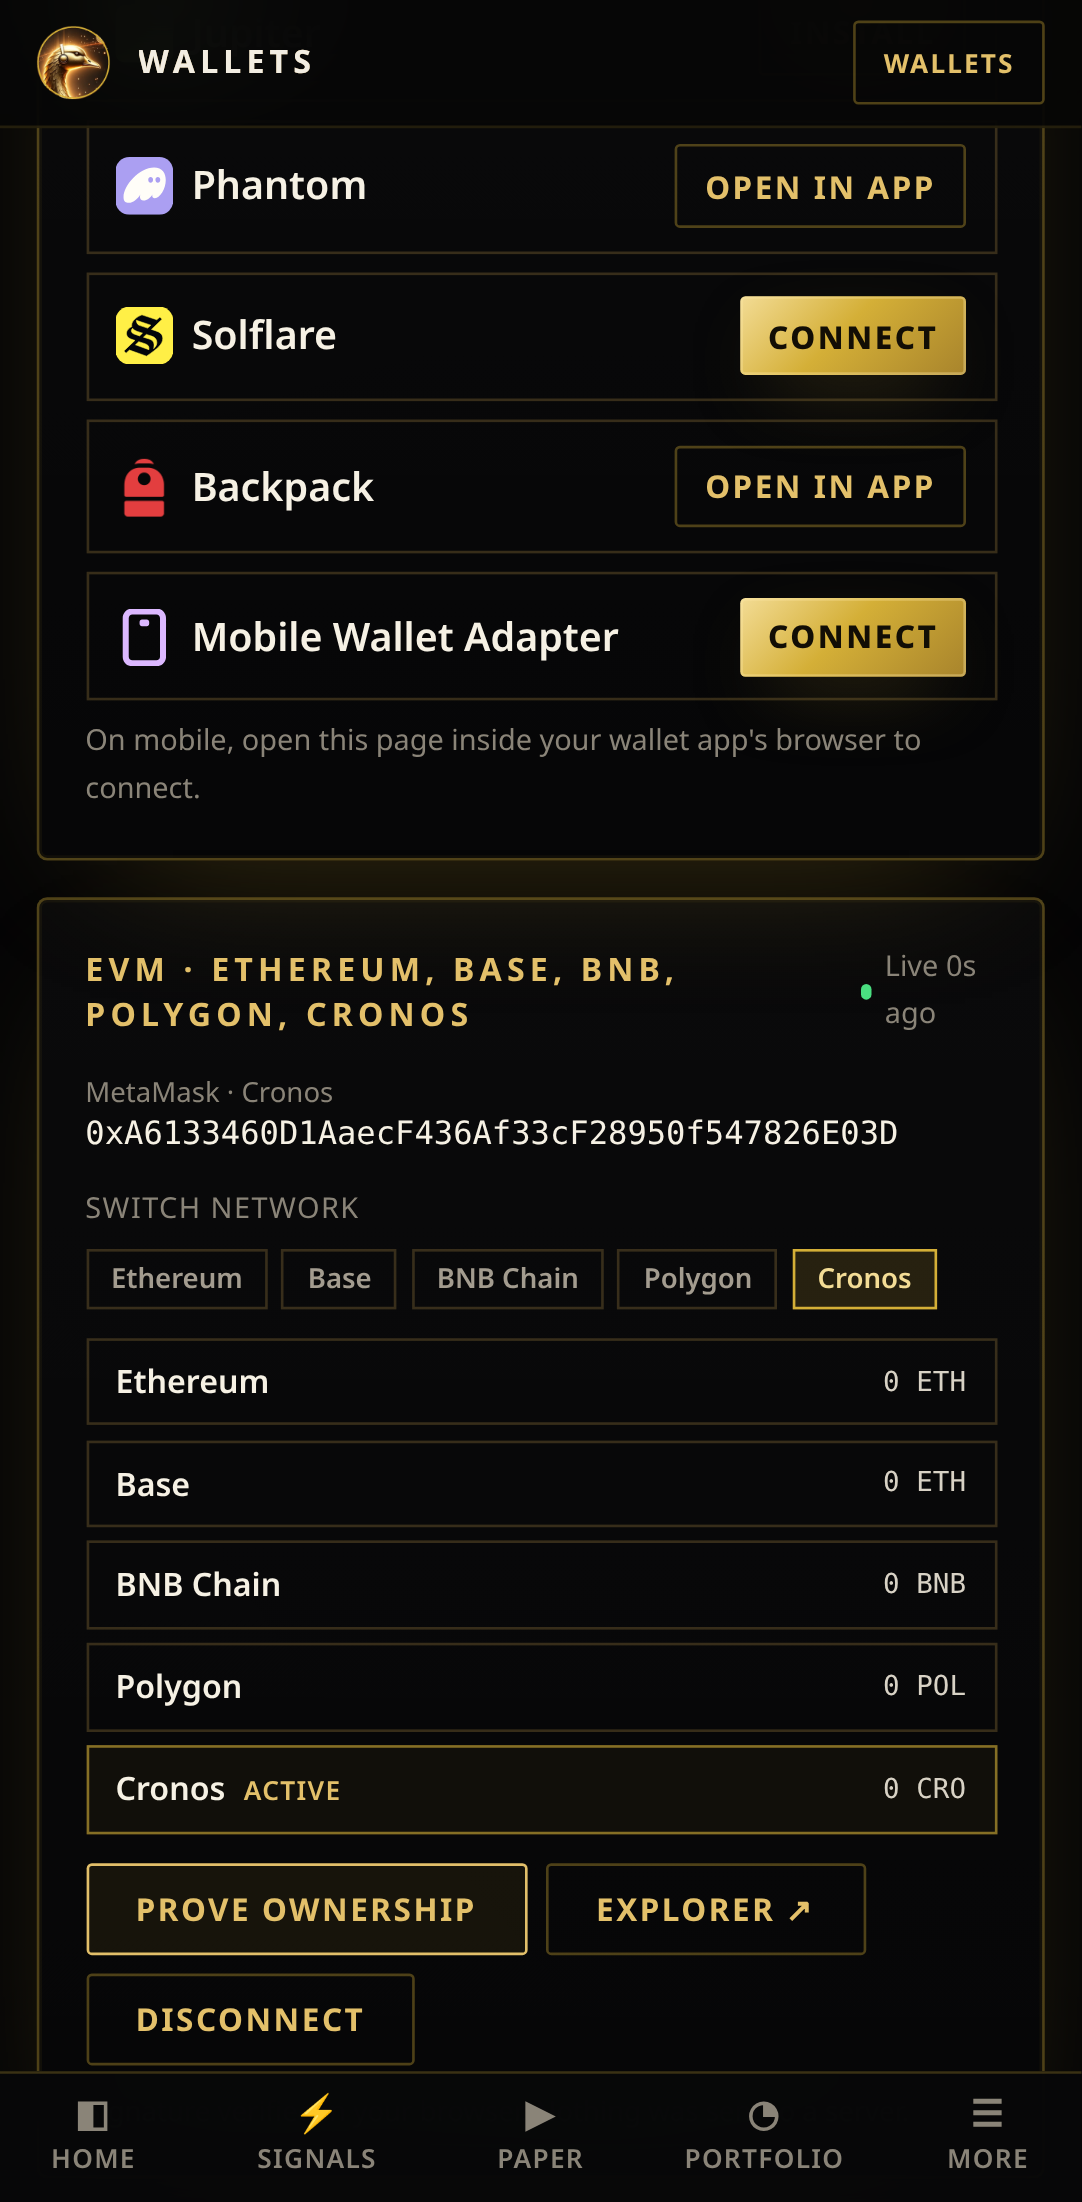 WALLETS
WALLETS
Phantom
OPEN IN APP
Solflare
CONNECT
Backpack
OPEN IN APP
Mobile Wallet Adapter
CONNECT
On mobile, open this page inside your wallet app's browser to
connect.
EVM · ETHEREUM, BASE, BNB,
POLYGON, CRONOS
Live 0s
ago
MetaMask · Cronos
0xA6133460D1AaecF436Af33cF28950f547826E03D
SWITCH NETWORK
Ethereum
Base
BNB Chain
Polygon
Cronos
Ethereum
0 ETH
Base
0 ETH
BNB Chain
0 BNB
Polygon
0 POL
Cronos ACTIVE
0 CRO
PROVE OWNERSHIP
EXPLORER ↗
DISCONNECT
HOME
SIGNALS
PAPER
PORTFOLIO
MORE